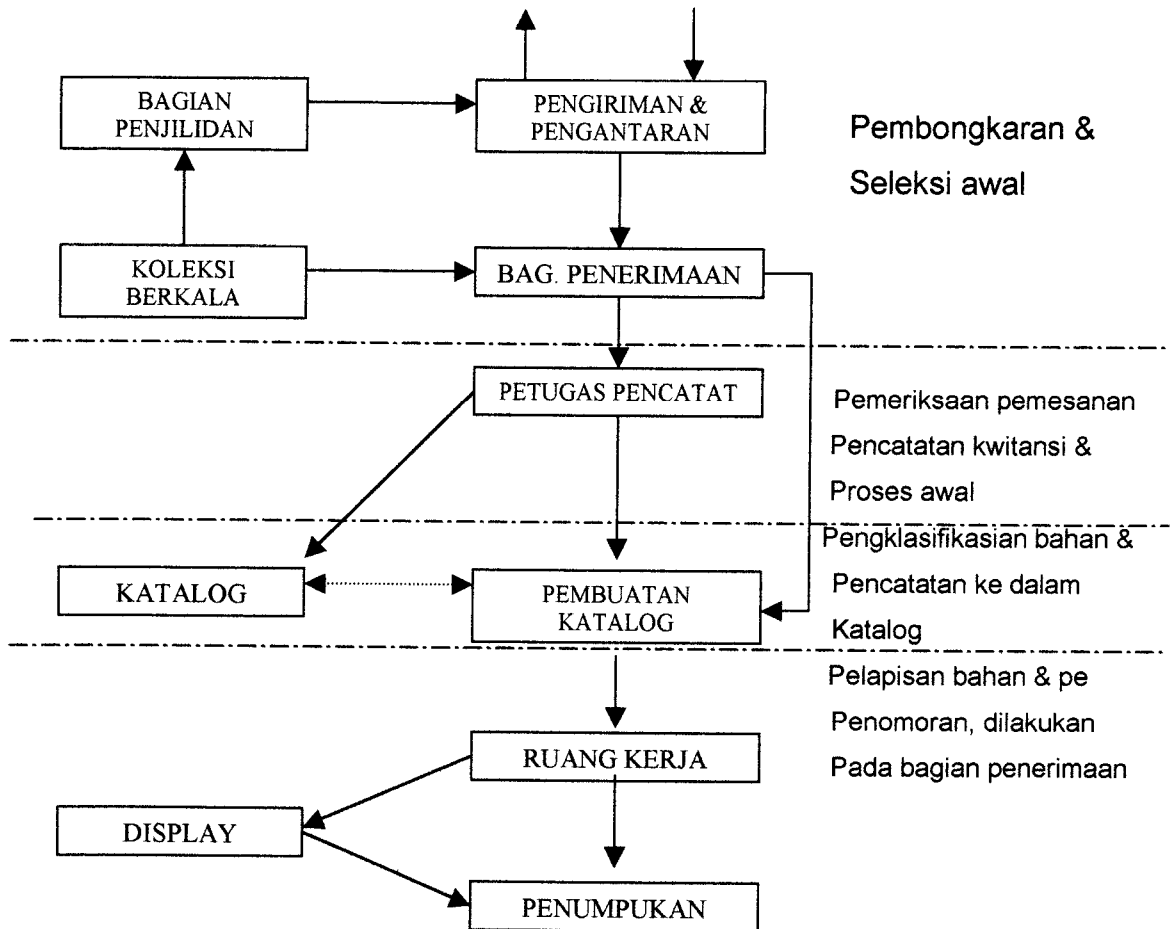 BAGIAN
PENJILIDAN
PENGIRIMAN &
PENGANTARAN
Pembongkaran &
Seleksi awal
KOLEKSI
BERKALA
BAG. PENERIMAAN
PETUGAS PENCATAT
Pemeriksaan pemesanan
Pencatatan kwitansi &
Proses awal
KATALOG
PEMBUATAN
KATALOG
Pengklasifikasian bahan &
Pencatatan ke dalam
Katalog
RUANG KERJA
Pelapisan bahan & pe
Penomoran, dilakukan
Pada bagian penerimaan
DISPLAY
PENUMPUKAN